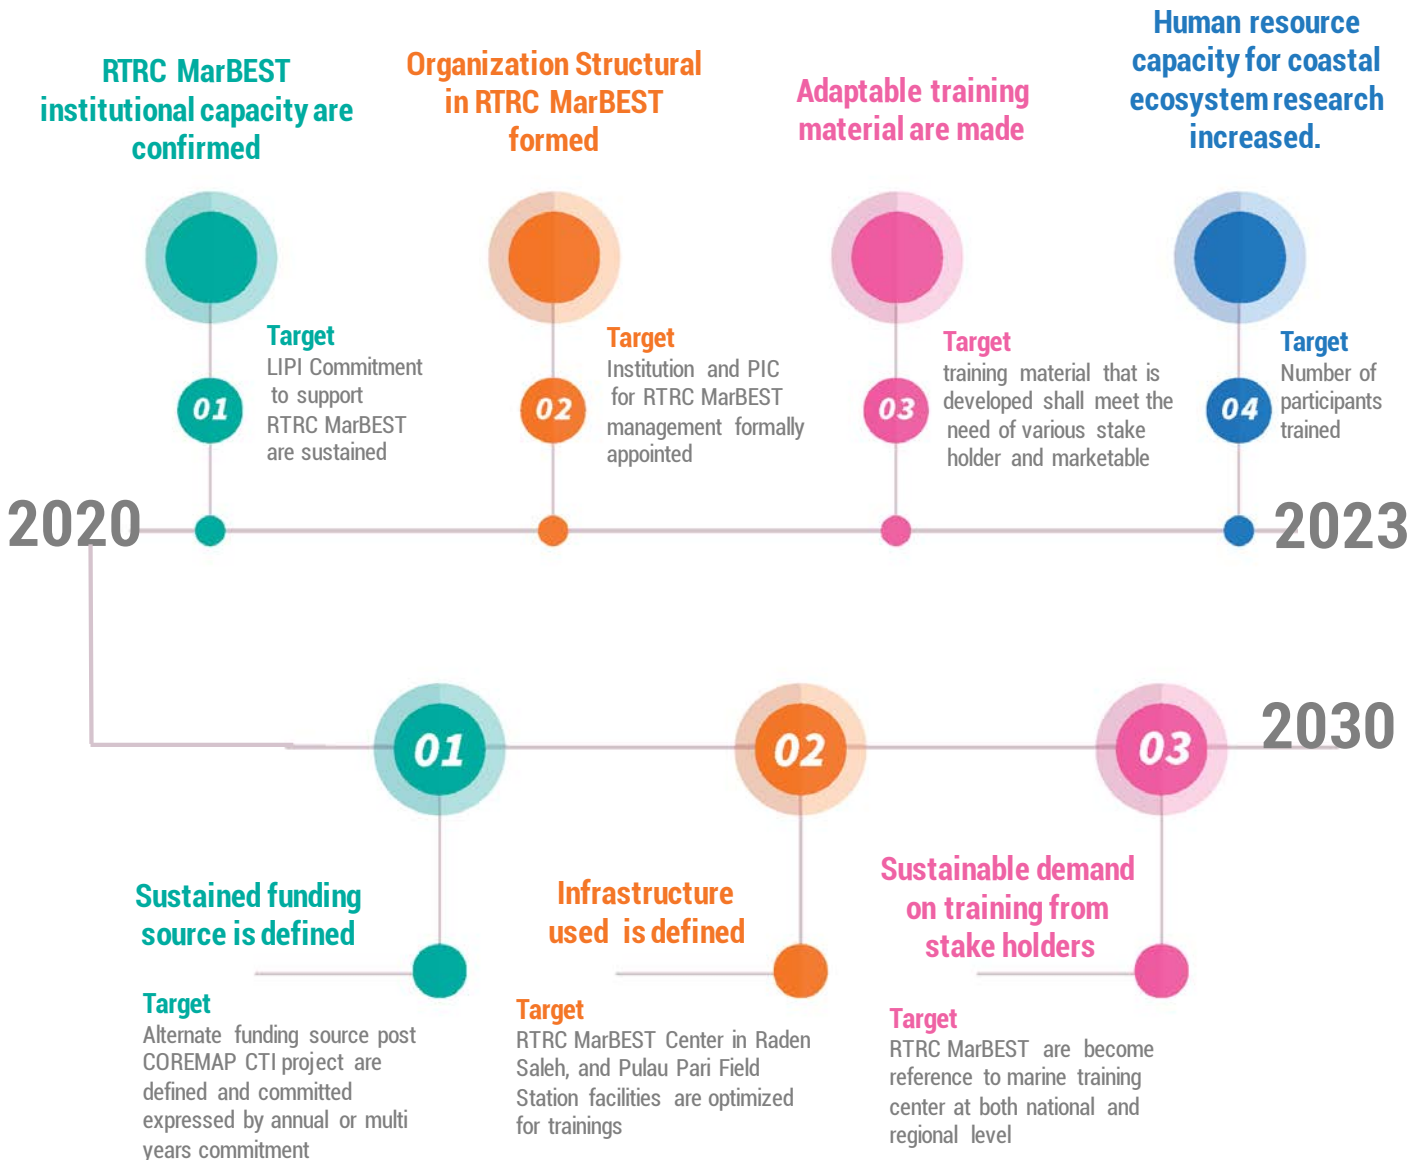 RTRC MarBEST
institutional capacity are
confirmed
Organization Structural
in RTRC MarBEST
formed
Adaptable training
material are made
Human resource
capacity for coastal
ecosystem research
increased.
Target
LIPI Commitment
to support
RTRC MarBEST
are sustained
01
Target
Institution and PIC
for RTRC MarBEST
management formally
appointed
02
Target
training material that is
developed shall meet the
need of various stake
holder and marketable
03
Target
Number of
participants
trained
04
2020
2023
01
02
03
2030
Sustained funding
source is defined
Target
Alternate funding source post
COREMAP CTI project are
defined and committed
expressed by annual or multi
years commitment
Infrastructure
used is defined
Target
RTRC MarBEST Center in Raden
Saleh, and Pulau Pari Field
Station facilities are optimized
for trainings
Sustainable demand
on training from
stake holders
Target
RTRC MarBEST are become
reference to marine training
center at both national and
regional level